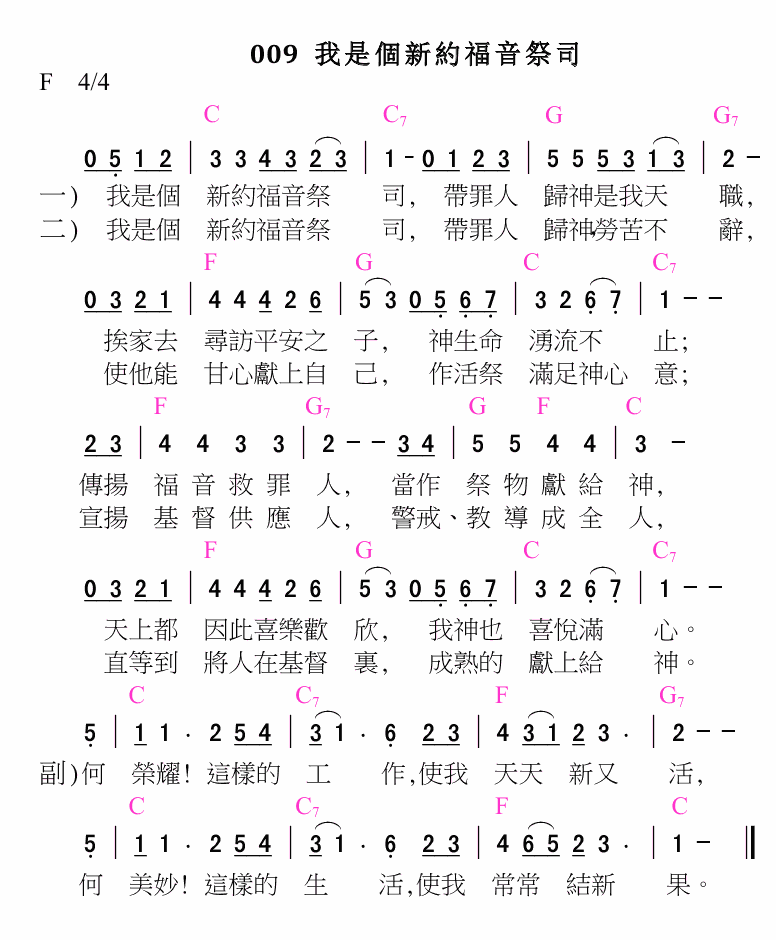 009 我是個新約福音祭司
F 4/4
C C7 G G7
0 5 1 2 | 3 3 4 3 2 3 | 1 - 0 1 2 3 | 5 5 5 3 1 3 | 2 -
一) 我是個 新約福音祭 司, 帶罪人 歸神是我天 職,
二) 我是個 新約福音祭 司, 帶罪人 歸神,勞苦不 辭,
F G C C7
0 3 2 1 | 4 4 4 2 6 | 5 3 0 5 6 7 | 3 2 6 7 | 1 - -
挨家去 尋訪平安之 子, 神生命 湧流不 止;
使他能 甘心獻上自 己, 作活祭 滿足神心 意;
F G7 G F C
2 3 | 4 4 3 3 | 2 - - 3 4 | 5 5 4 4 | 3 -
傳揚 福音救罪 人, 當作 祭物獻給 神,
宣揚 基督供應 人, 警戒、教導成全 人,
F G C C7
0 3 2 1 | 4 4 4 2 6 | 5 3 0 5 6 7 | 3 2 6 7 | 1 - -
天上都 因此喜樂歡 欣, 我神也 喜悅滿 心。
直等到 將人在基督 裏, 成熟的 獻上給 神。
C C7 F G7
5 | 1 1 · 2 5 4 | 3 1 · 6 2 3 | 4 3 1 2 3 · | 2 - -
副)何 榮耀! 這樣的 工 作,使我 天天 新又 活,
C C7 F C
5 | 1 1 · 2 5 4 | 3 1 · 6 2 3 | 4 6 5 2 3 · | 1 - ‖
何 美妙! 這樣的 生 活,使我 常常 結新 果。